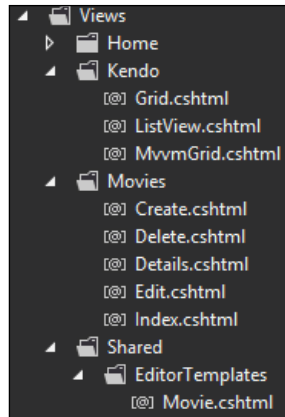 Views
Home
Kendo
[@] Grid.cshtml
[@] ListView.cshtml
[@] MvvmGrid.cshtml
Movies
[@] Create.cshtml
[@] Delete.cshtml
[@] Details.cshtml
[@] Edit.cshtml
[@] Index.cshtml
Shared
EditorTemplates
[@] Movie.cshtml